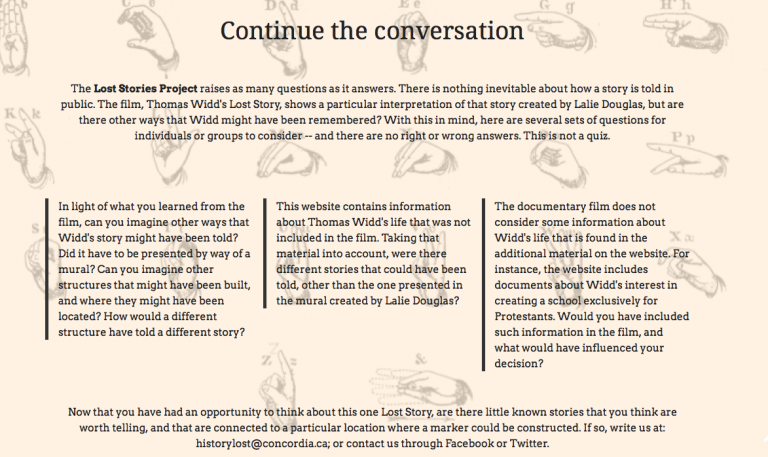 C c
D d
E e
G g
H h
Continue the conversation
The Lost Stories Project raises as many questions as it answers. There is nothing inevitable about how a story is told in
public. The film, Thomas Widd's Lost Story, shows a particular interpretation of that story created by Lalie Douglas, but are
there other ways that Widd might have been remembered? With this in mind, here are several sets of questions for
individuals or groups to consider -- and there are no right or wrong answers. This is not a quiz.
K k
P p
In light of what you learned from the
film, can you imagine other ways that
Widd's story might have been told?
Did it have to be presented by way of a
mural? Can you imagine other
structures that might have been built,
and where they might have been
located? How would a different
structure have told a different story?
This website contains information
about Thomas Widd's life that was not
included in the film. Taking that
material into account, were there
different stories that could have been
told, other than the one presented in
the mural created by Lalie Douglas?
The documentary film does not
consider some information about
Widd's life that is found in the
additional material on the website. For
instance, the website includes
documents about Widd's interest in
creating a school exclusively for
Protestants. Would you have included
such information in the film, and
what would have influenced your
decision?
Z z
&
Now that you have had an opportunity to think about this one Lost Story, are there little known stories that you think are
worth telling, and that are connected to a particular location where a marker could be constructed. If so, write us at:
historylost@concordia.ca; or contact us through Facebook or Twitter.